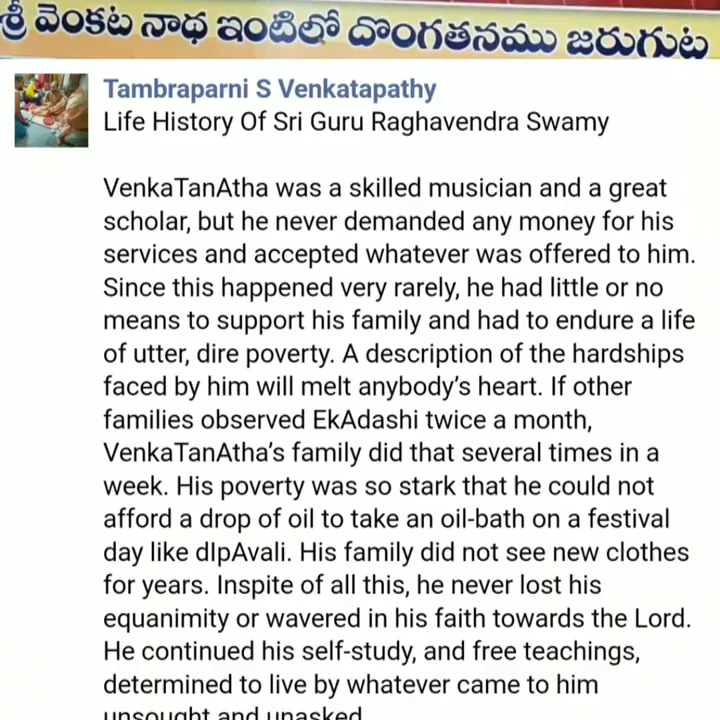 శ్రీ వెంకట నాథ ఇంటిలో దొంగతనము జరుగుట
Tambraparni S Venkatapathy
Life History Of Sri Guru Raghavendra Swamy
VenkaTanAtha was a skilled musician and a great
scholar, but he never demanded any money for his
services and accepted whatever was offered to him.
Since this happened very rarely, he had little or no
means to support his family and had to endure a life
of utter, dire poverty. A description of the hardships
faced by him will melt anybody's heart. If other
families observed EkAdashi twice a month,
VenkaTanAtha's family did that several times in a
week. His poverty was so stark that he could not
afford a drop of oil to take an oil-bath on a festival
day like dIpAvali. His family did not see new clothes
for years. Inspite of all this, he never lost his
equanimity or wavered in his faith towards the Lord.
He continued his self-study, and free teachings,
determined to live by whatever came to him
unsought and unasked.